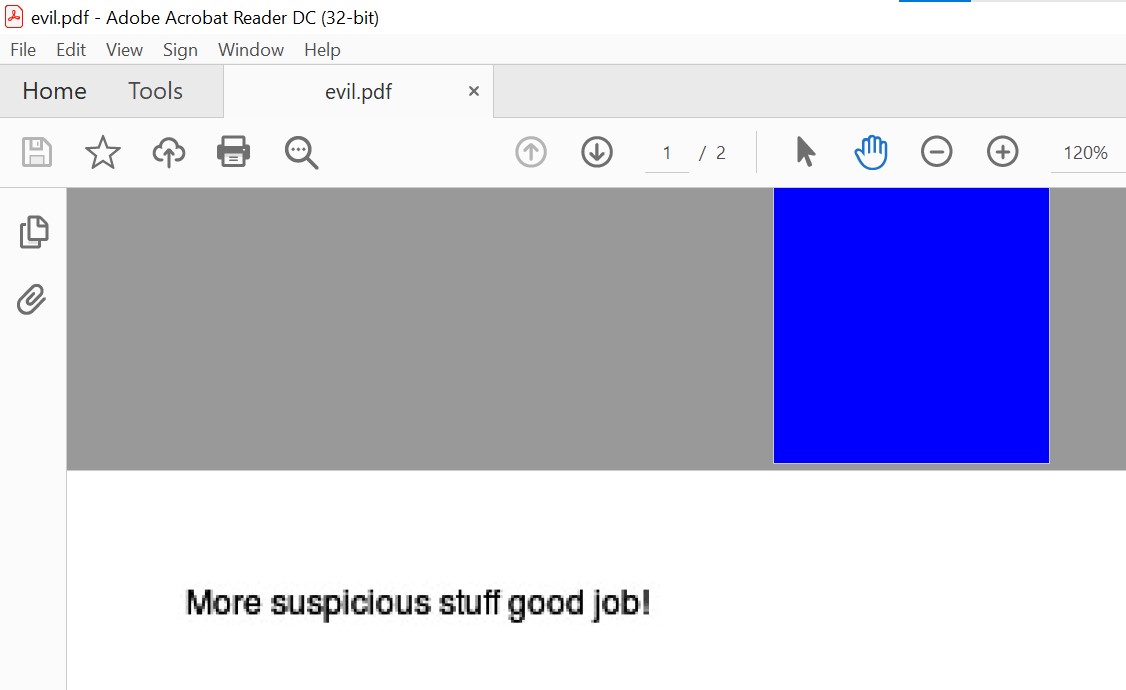 evil.pdf - Adobe Acrobat Reader DC (32-bit)
File Edit View Sign Window Help
Home Tools evil.pdf ×
1 / 2 120%
More suspicious stuff good job!